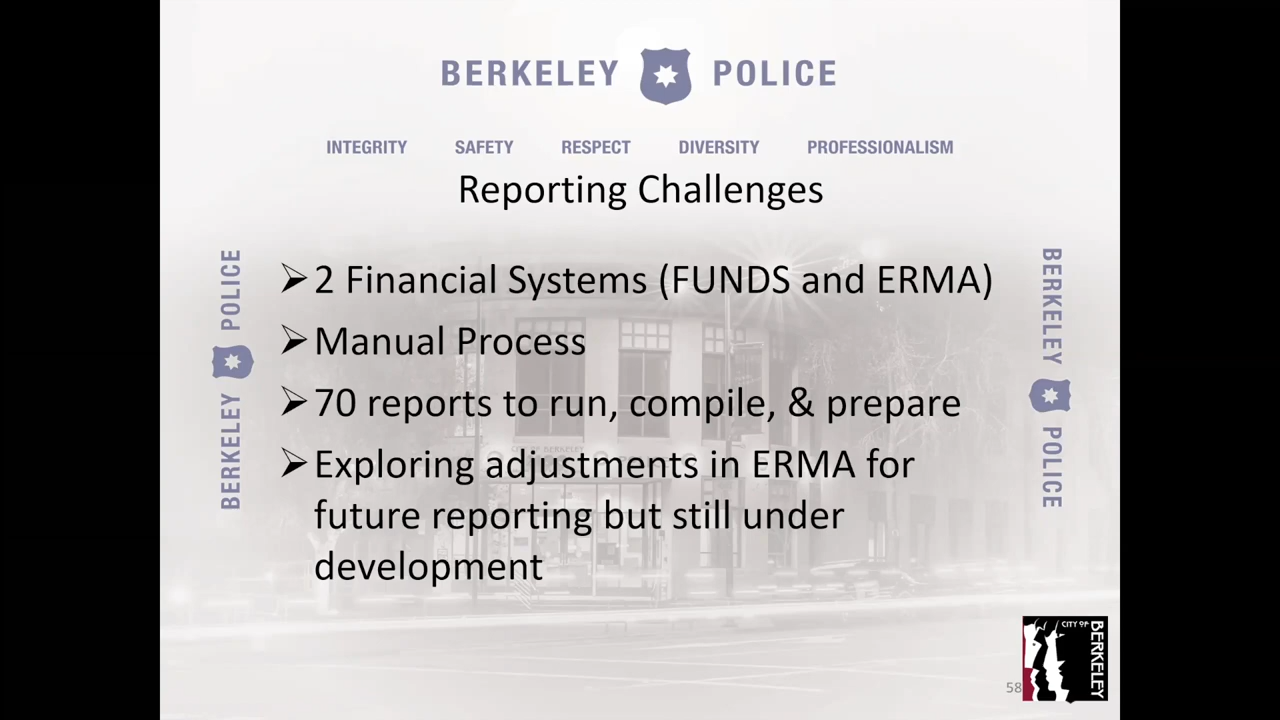 BERKELEY POLICE
INTEGRITY SAFETY RESPECT DIVERSITY PROFESSIONALISM
Reporting Challenges
BERKELEY POLICE
➢2 Financial Systems (FUNDS and ERMA)
➢Manual Process
➢70 reports to run, compile, & prepare
➢Exploring adjustments in ERMA for
future reporting but still under
development
BERKELEY POLICE
58
CITY OF
BERKELEY